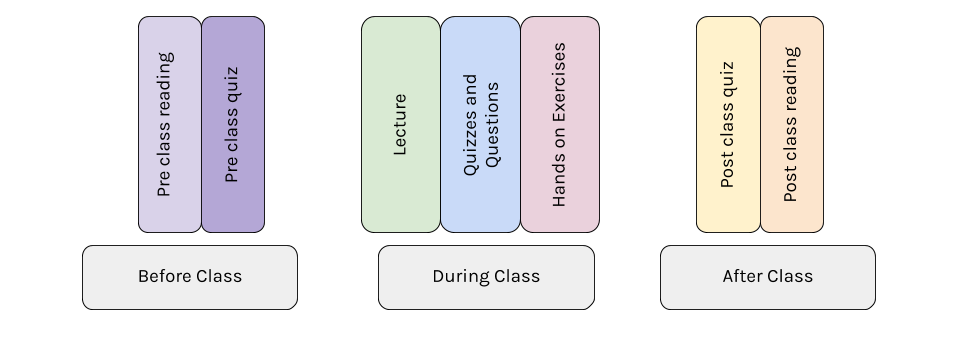 Pre class reading
Pre class quiz
Lecture
Quizzes and
Questions
Hands on Exercises
Post class quiz
Post class reading
Before Class
During Class
After Class